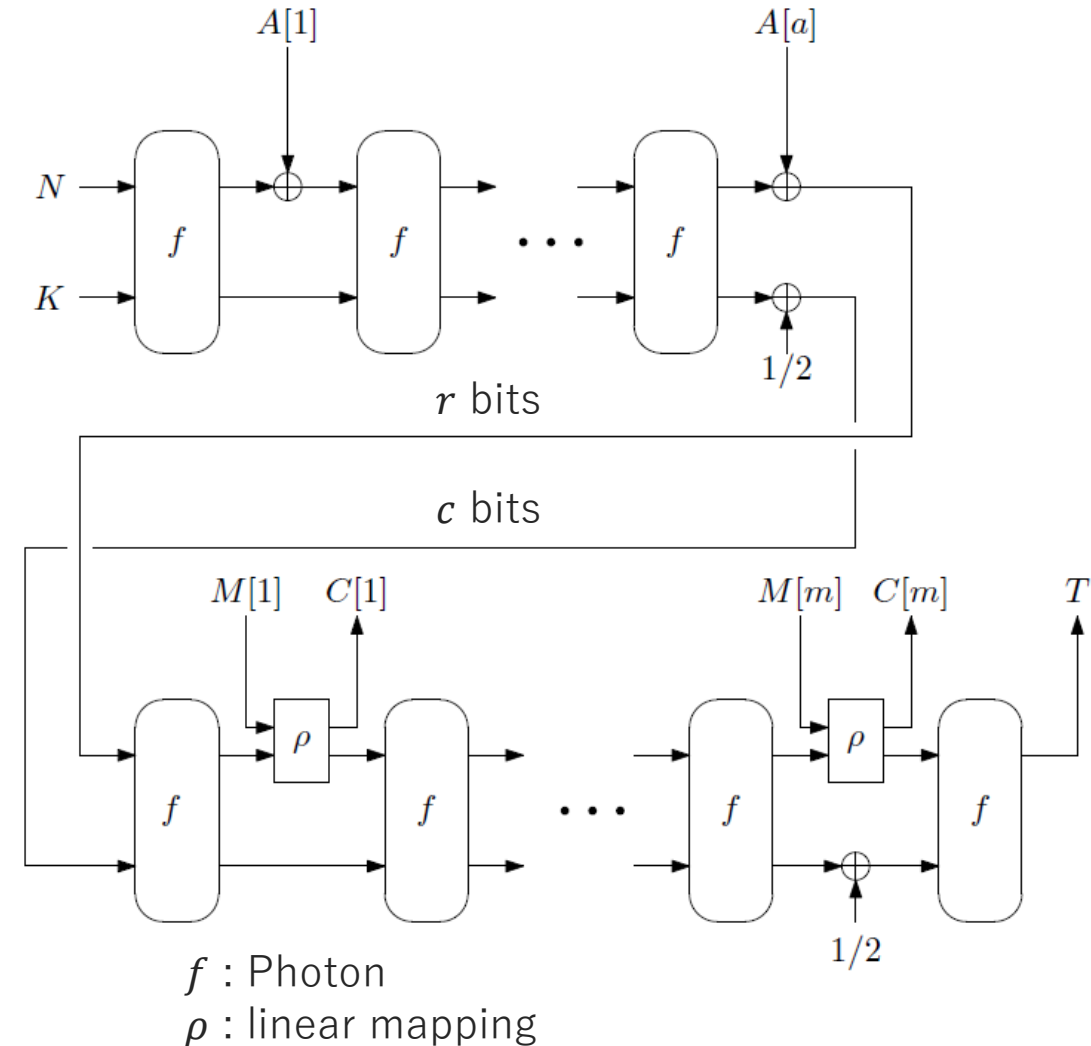 A[1] A[a]
N f f ··· f
K
1/2
r bits
c bits
M[1] C[1] M[m] C[m] T
ρ ρ
f f ··· f f
1/2
f : Photon
ρ : linear mapping